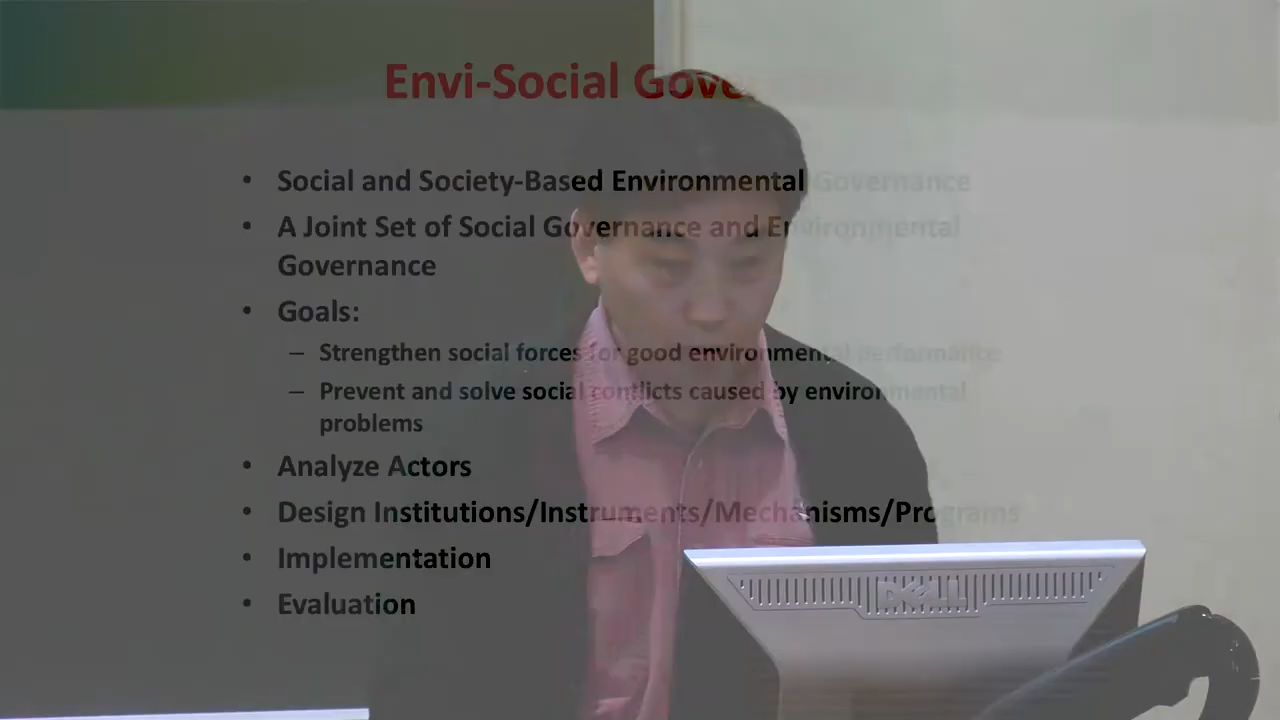 Envi-Social Gove
• Social and Society-Based Environmental Governance
• A Joint Set of Social Governance and Environmental
Governance
• Goals:
– Strengthen social forces for good environmental performance
– Prevent and solve social conflicts caused by environmental
problems
• Analyze Actors
• Design Institutions/Instruments/Mechanisms/Programs
• Implementation
• Evaluation
DELL